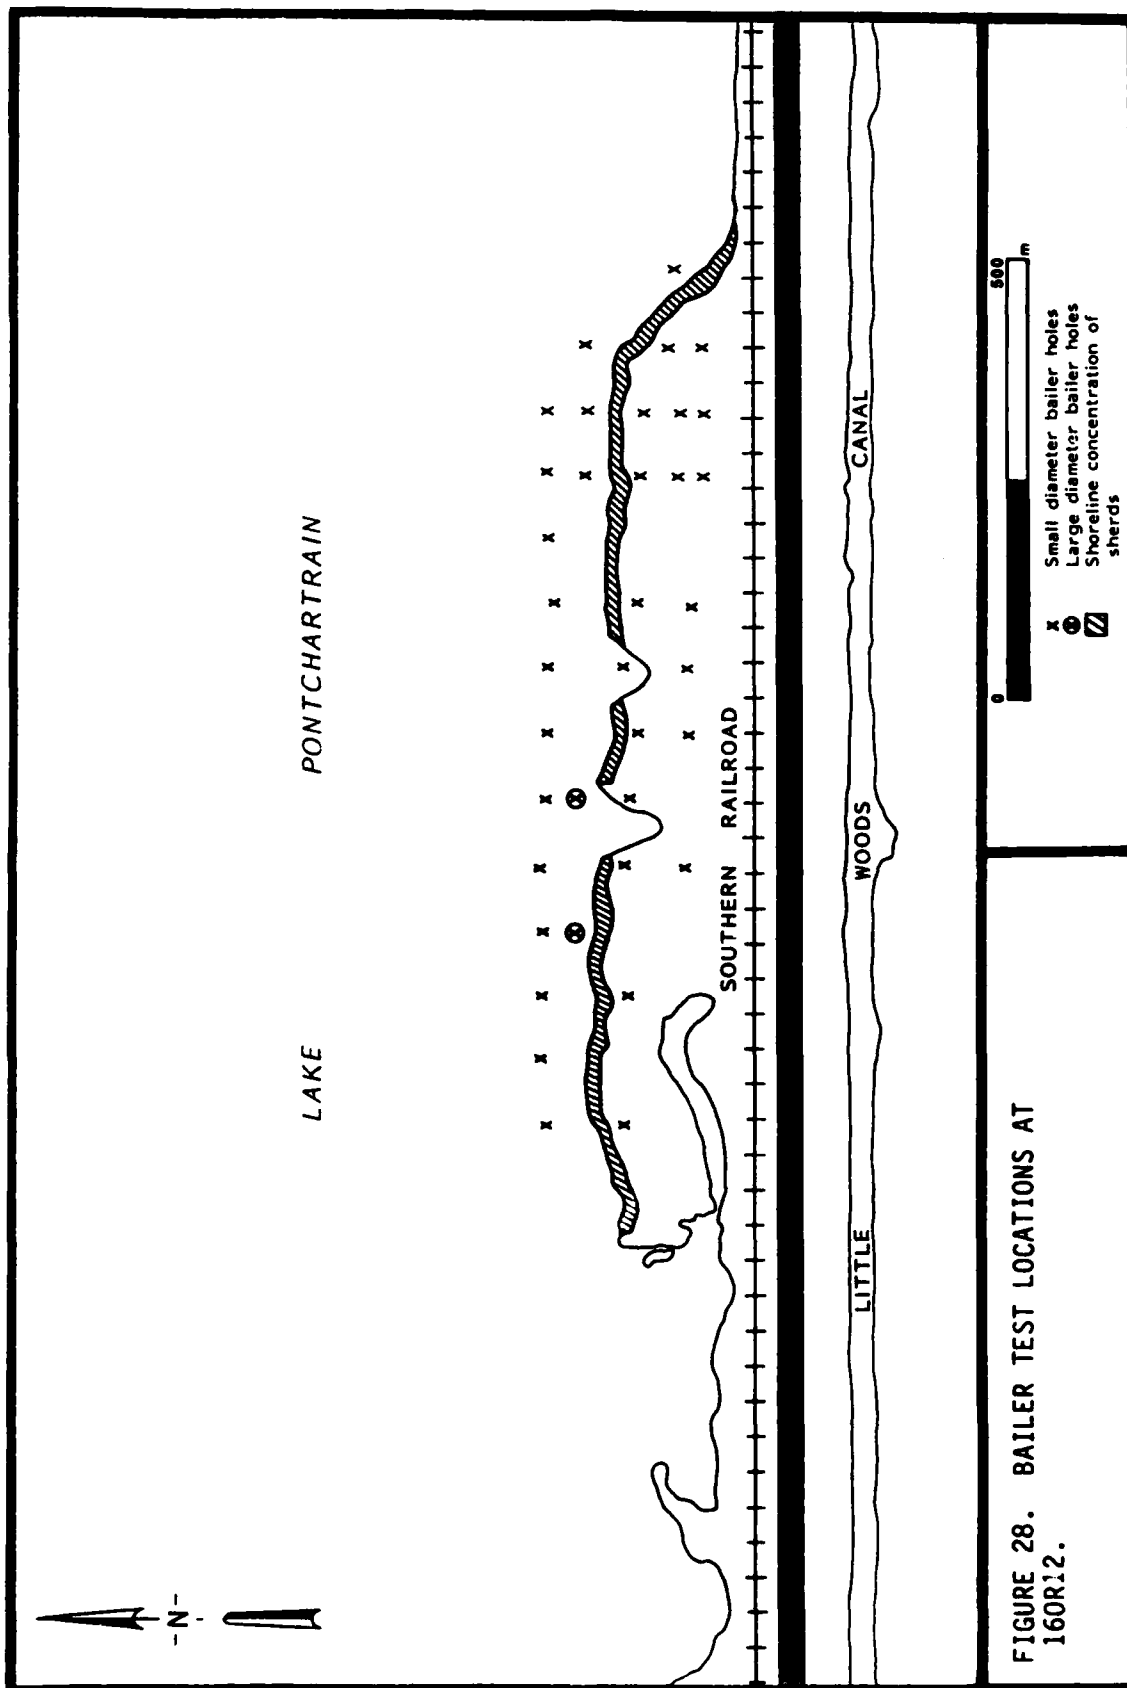 LAKE PONTCHARTRAIN
-N-
SOUTHERN RAILROAD
LITTLE WOODS CANAL
FIGURE 28. BAILER TEST LOCATIONS AT
16OR12.
0 500
m
x Small diameter bailer holes
Large diameter bailer holes
Shoreline concentration of
sherds